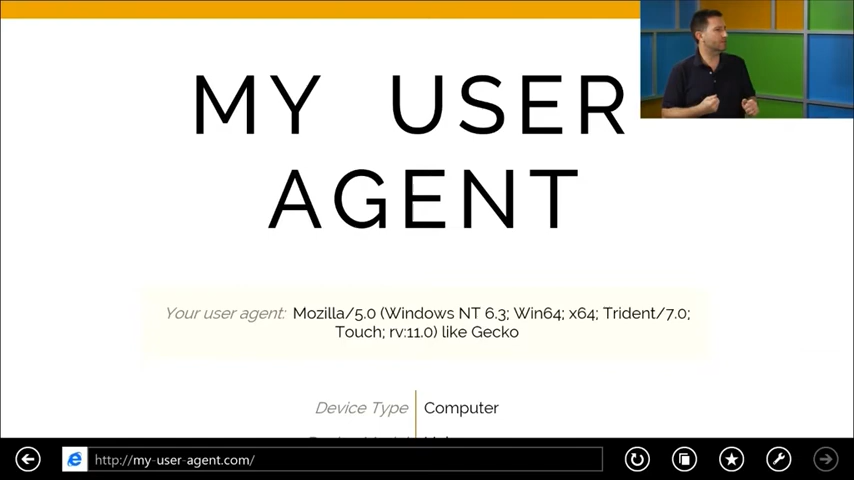 MY USER
AGENT
Your user agent: Mozilla/5.0 (Windows NT 6.3; Win64; x64; Trident/7.0;
Touch; rv:11.0) like Gecko
Device Type Computer
http://my-user-agent.com/